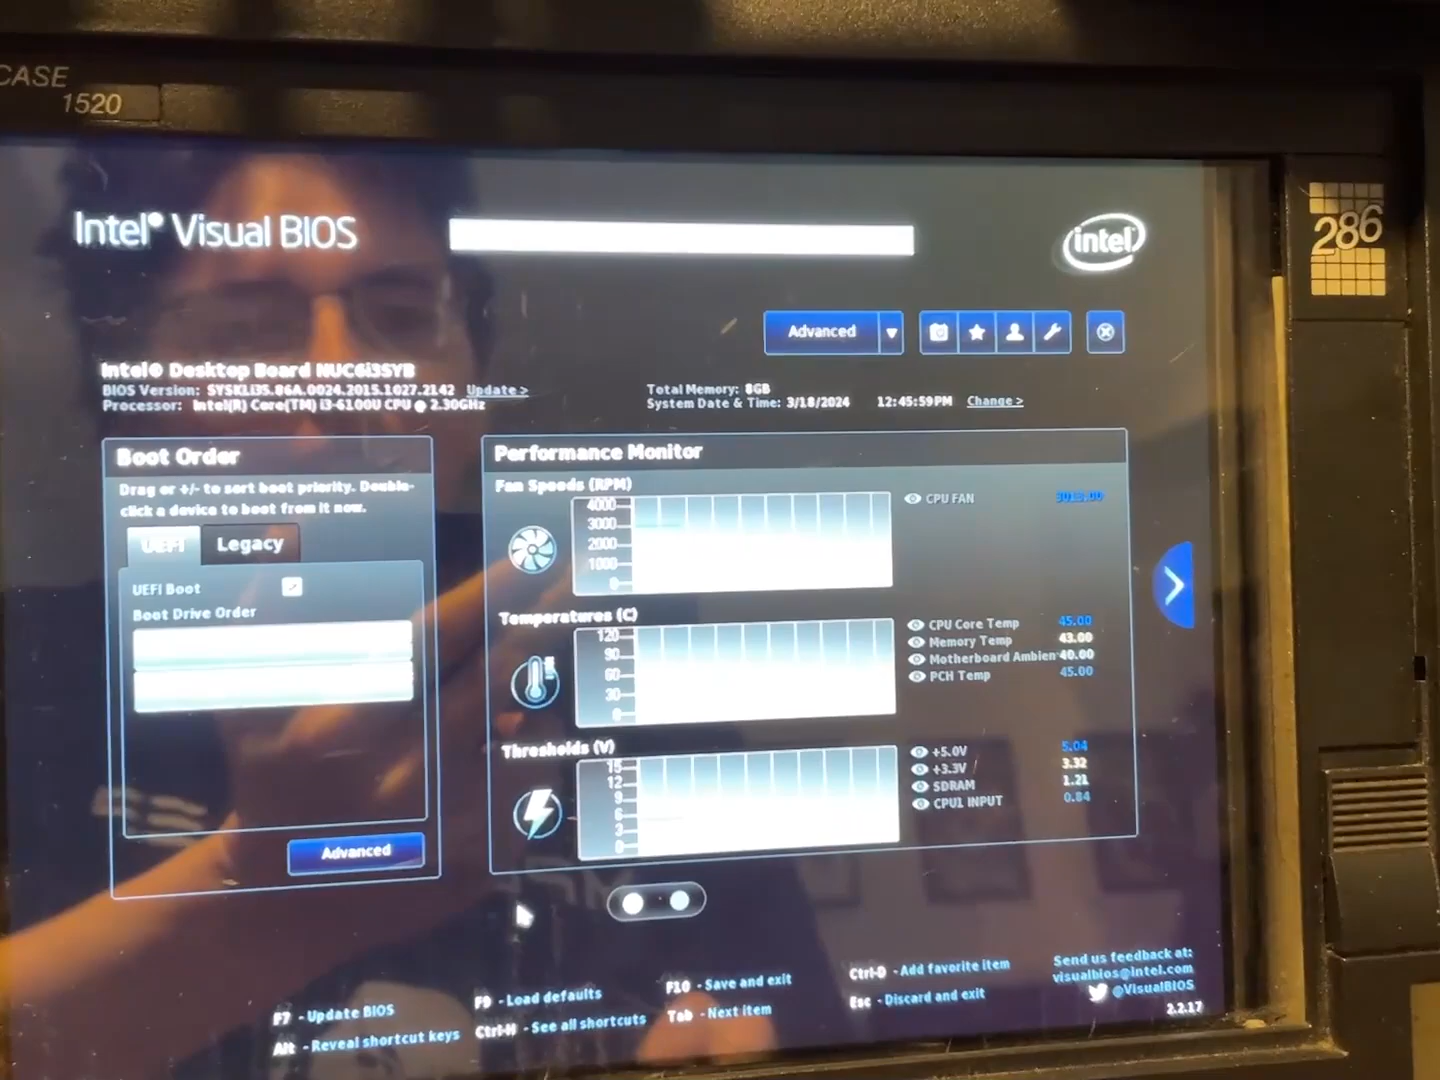 CASE
1520
286
Intel® Visual BIOS
intel
Advanced
Intel® Desktop Board NUC6i3SYB
BIOS Version: SYSKLi35.86A.0024.2015.1027.2142 Update >
Processor: Intel(R) Core(TM) i3-6100U CPU @ 2.30GHz
Total Memory: 8GB
System Date & Time: 3/18/2024 12:45:59PM Change >
Boot Order
Drag or +/- to sort boot priority. Double-
click a device to boot from it now.
UEFI Legacy
UEFI Boot
Boot Drive Order
Advanced
Performance Monitor
Fan Speeds (RPM)
4000
3000
2000
1000
0
CPU FAN
Temperatures (C)
120
90
60
30
0
CPU Core Temp 45.00
Memory Temp 43.00
Motherboard Ambien 40.00
PCH Temp 45.00
Thresholds (V)
15
12
9
6
3
0
+5.0V 5.04
+3.3V 3.32
SDRAM 1.21
CPU1 INPUT 0.84
F7 - Update BIOS
Alt - Reveal shortcut keys
F9 - Load defaults
Ctrl-H - See all shortcuts
F10 - Save and exit
Tab - Next item
Ctrl-D - Add favorite item
Esc - Discard and exit
Send us feedback at:
visualbios@intel.com
@VisualBIOS
2.2.17